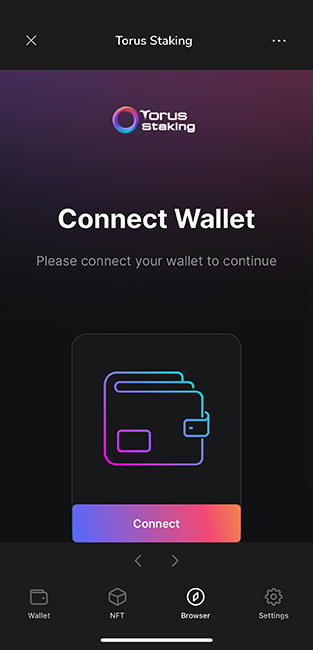 Torus Staking
Torus
Staking
Connect Wallet
Please connect your wallet to continue
Connect
Wallet
NFT
Browser
Settings